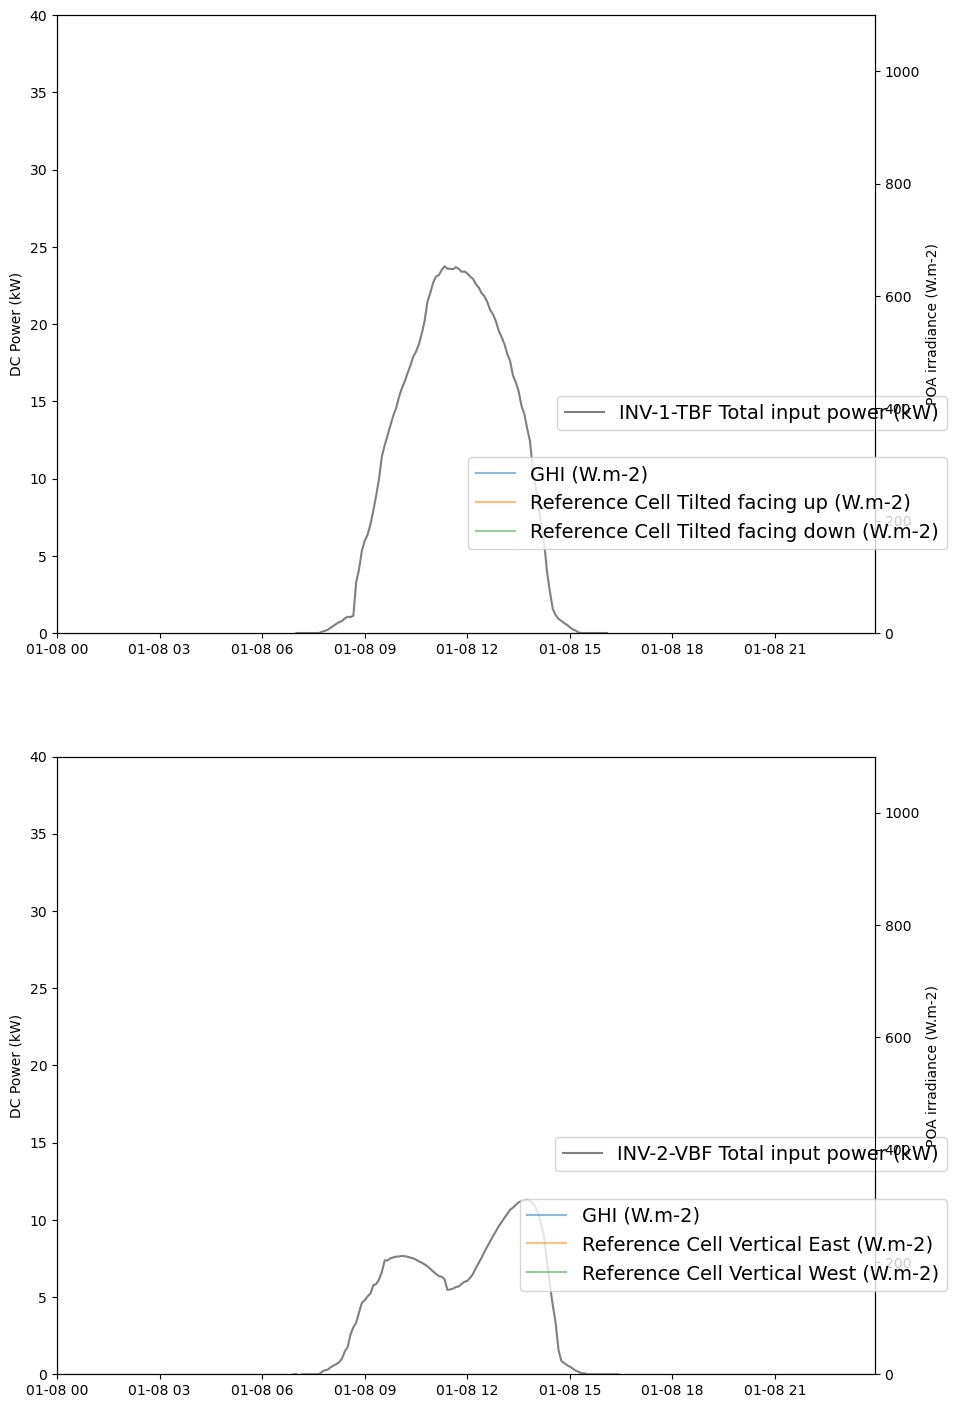 40
35
30
25
20
15
10
5
0
DC Power (kW)
1000
800
600
400
200
0
POA irradiance (W.m-2)
INV-1-TBF Total input power (kW)
GHI (W.m-2)
Reference Cell Tilted facing up (W.m-2)
Reference Cell Tilted facing down (W.m-2)
01-08 00 01-08 03 01-08 06 01-08 09 01-08 12 01-08 15 01-08 18 01-08 21
40
35
30
25
20
15
10
5
0
DC Power (kW)
1000
800
600
400
200
0
POA irradiance (W.m-2)
INV-2-VBF Total input power (kW)
GHI (W.m-2)
Reference Cell Vertical East (W.m-2)
Reference Cell Vertical West (W.m-2)
01-08 00 01-08 03 01-08 06 01-08 09 01-08 12 01-08 15 01-08 18 01-08 21